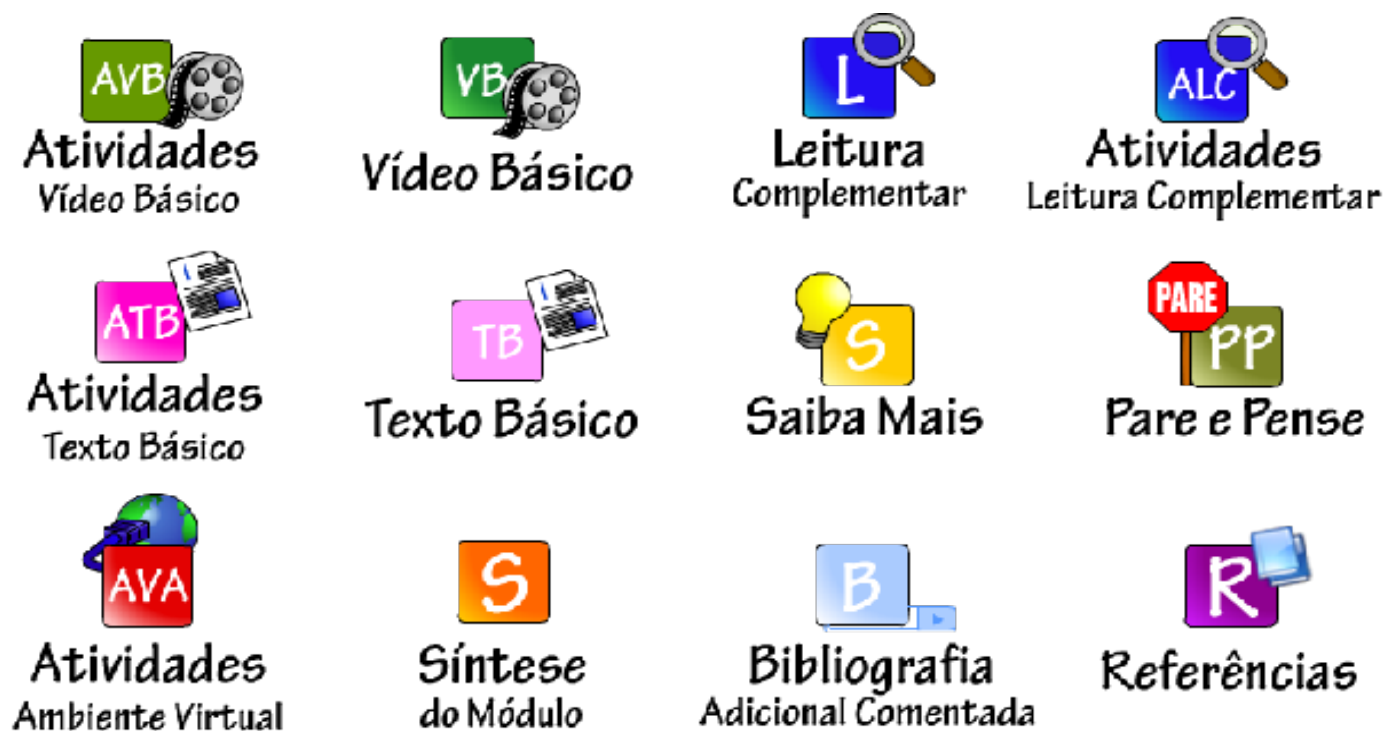 AVB
Atividades
Vídeo Básico
VB
Vídeo Básico
L
Leitura
Complementar
ALC
Atividades
Leitura Complementar
ATB
Atividades
Texto Básico
TB
Texto Básico
S
Saiba Mais
PARE
PP
Pare e Pense
AVA
Atividades
Ambiente Virtual
S
Síntese
do Módulo
B
Bibliografia
Adicional Comentada
R
Referências